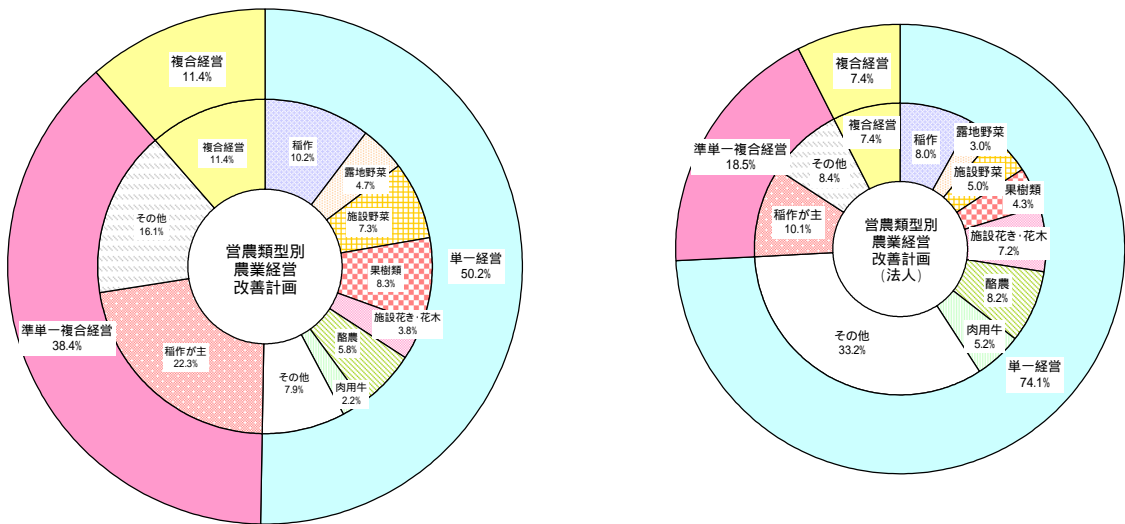 複合経営
11.4%
複合経営
11.4%
稲作
10.2%
露地野菜
4.7%
施設野菜
7.3%
果樹類
8.3%
施設花き・花木
3.8%
酪農
5.8%
肉用牛
2.2%
その他
7.9%
単一経営
50.2%
その他
16.1%
稲作が主
22.3%
準単一複合経営
38.4%
営農類型別
農業経営
改善計画
複合経営
7.4%
複合経営
7.4%
稲作
8.0%
露地野菜
3.0%
施設野菜
5.0%
果樹類
4.3%
施設花き・花木
7.2%
酪農
8.2%
肉用牛
5.2%
その他
33.2%
単一経営
74.1%
その他
8.4%
稲作が主
10.1%
準単一複合経営
18.5%
営農類型別
農業経営
改善計画
(法人)